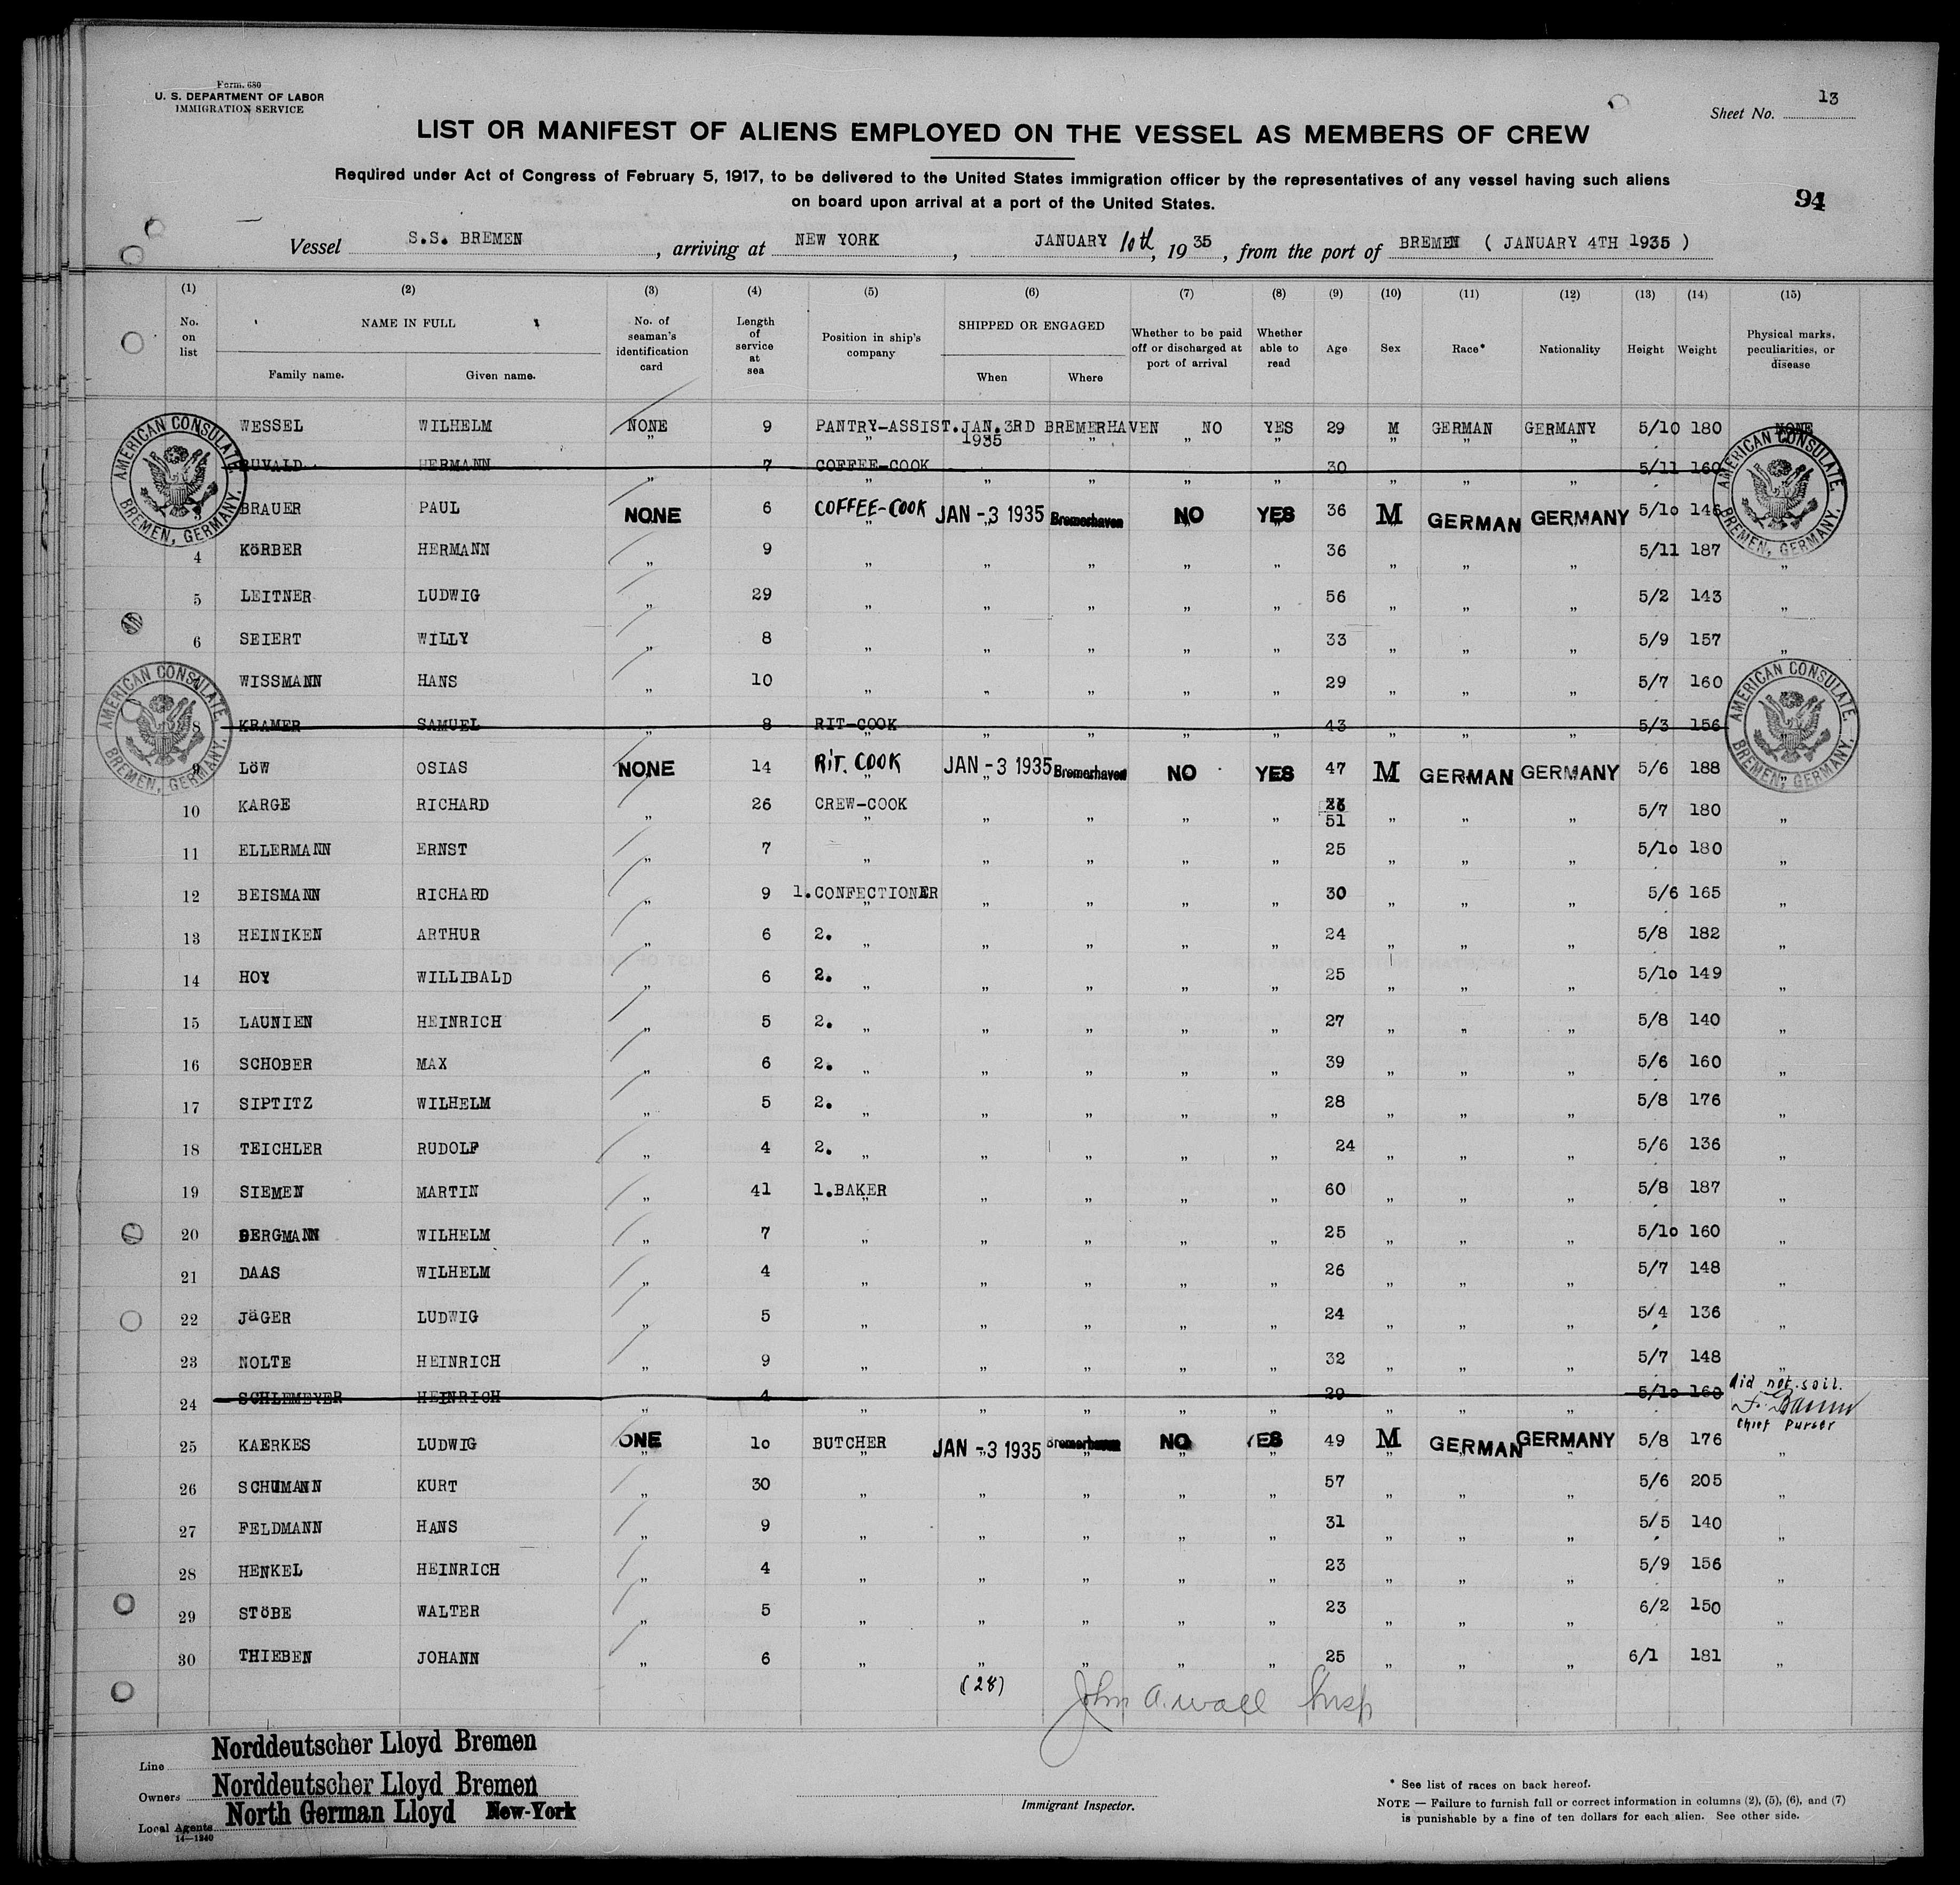 Form 680
U. S. DEPARTMENT OF LABOR
IMMIGRATION SERVICE
Sheet No. 13
LIST OR MANIFEST OF ALIENS EMPLOYED ON THE VESSEL AS MEMBERS OF CREW
Required under Act of Congress of February 5, 1917, to be delivered to the United States immigration officer by the representatives of any vessel having such aliens
on board upon arrival at a port of the United States.
94
Vessel S.S. BREMEN, arriving at NEW YORK, JANUARY 10th, 1935, from the port of BREMEN ( JANUARY 4TH 1935 )
(1) (2) (3) (4) (5) (6) (7) (8) (9) (10) (11) (12) (13) (14) (15)
No. on list NAME IN FULL Family name. Given name. No. of seaman's identification card Length of service at sea Position in ship's company SHIPPED OR ENGAGED When Where Whether to be paid off or discharged at port of arrival Whether able to read Age Sex Race* Nationality Height Weight Physical marks, peculiarities, or disease
WESSEL WILHELM NONE 9 PANTRY-ASSIST. JAN. 3RD 1935 BREMERHAVEN NO YES 29 M GERMAN GERMANY 5/10 180 NONE
HERMANN „ 7 COFFEE-COOK „ „ „ „ 30 „ „ „ 5/11 160
BRAUER PAUL NONE 6 COFFEE-COOK JAN -3 1935 Bremerhaven NO YES 36 M GERMAN GERMANY 5/10 146
4 KÖRBER HERMANN „ 9 „ „ „ „ „ 36 „ „ „ 5/11 187 „
5 LEITNER LUDWIG „ 29 „ „ „ „ „ 56 „ „ „ 5/2 143 „
6 SEIERT WILLY „ 8 „ „ „ „ „ 33 „ „ „ 5/9 157 „
WISSMANN HANS „ 10 „ „ „ „ „ 29 „ „ „ 5/7 160
8 KRAMER SAMUEL „ 8 RIT-COOK „ „ „ „ 43 „ „ „ 5/3 156
9 LÖW OSIAS NONE 14 RIT. COOK JAN -3 1935 Bremerhaven NO YES 47 M GERMAN GERMANY 5/6 188 „
10 KARGE RICHARD „ 26 CREW-COOK „ „ „ „ 51 „ „ „ 5/7 180 „
11 ELLERMANN ERNST „ 7 „ „ „ „ „ 25 „ „ „ 5/10 180 „
12 BEISMANN RICHARD „ 9 1. CONFECTIONER „ „ „ „ 30 „ „ „ 5/6 165 „
13 HEINIKEN ARTHUR „ 6 2. „ „ „ „ „ 24 „ „ „ 5/8 182 „
14 HOY WILLIBALD „ 6 2. „ „ „ „ „ 25 „ „ „ 5/10 149 „
15 LAUNIEN HEINRICH „ 5 2. „ „ „ „ „ 27 „ „ „ 5/8 140 „
16 SCHOBER MAX „ 6 2. „ „ „ „ „ 39 „ „ „ 5/6 160 „
17 SIPTITZ WILHELM „ 5 2. „ „ „ „ „ 28 „ „ „ 5/8 176 „
18 TEICHLER RUDOLF „ 4 2. „ „ „ „ „ 24 „ „ „ 5/6 136 „
19 SIEMEN MARTIN „ 41 1. BAKER „ „ „ „ 60 „ „ „ 5/8 187 „
20 BERGMANN WILHELM „ 7 „ „ „ „ „ 25 „ „ „ 5/10 160 „
21 DAAS WILHELM „ 4 „ „ „ „ „ 26 „ „ „ 5/7 148 „
22 JÄGER LUDWIG „ 5 „ „ „ „ „ 24 „ „ „ 5/4 136 „
23 NOLTE HEINRICH „ 9 „ „ „ „ „ 32 „ „ „ 5/7 148 „
24 SCHLEMEYER HEINRICH „ 4 „ „ „ „ „ 29 „ „ „ 5/10 160 did not sail.
Chief Purser
25 KAERKES LUDWIG ONE 10 BUTCHER JAN -3 1935 Bremerhaven NO YES 49 M GERMAN GERMANY 5/8 176 „
26 SCHUMANN KURT „ 30 „ „ „ „ „ 57 „ „ „ 5/6 205 „
27 FELDMANN HANS „ 9 „ „ „ „ „ 31 „ „ „ 5/5 140 „
28 HENKEL HEINRICH „ 4 „ „ „ „ „ 23 „ „ „ 5/9 156 „
29 STÖBE WALTER „ 5 „ „ „ „ „ 23 „ „ „ 6/2 150 „
30 THIEBEN JOHANN „ 6 „ „ „ „ „ 25 „ „ „ 6/1 181 „
AMERICAN CONSULATE, BREMEN, GERMANY.
AMERICAN CONSULATE, BREMEN, GERMANY.
AMERICAN CONSULATE, BREMEN, GERMANY.
AMERICAN CONSULATE, BREMEN, GERMANY.
(28) John A. Wall Insp
Line Norddeutscher Lloyd Bremen
Owners Norddeutscher Lloyd Bremen
Local Agents North German Lloyd New-York
14—1240
Immigrant Inspector.
* See list of races on back hereof.
NOTE — Failure to furnish full or correct information in columns (2), (5), (6), and (7)
is punishable by a fine of ten dollars for each alien. See other side.